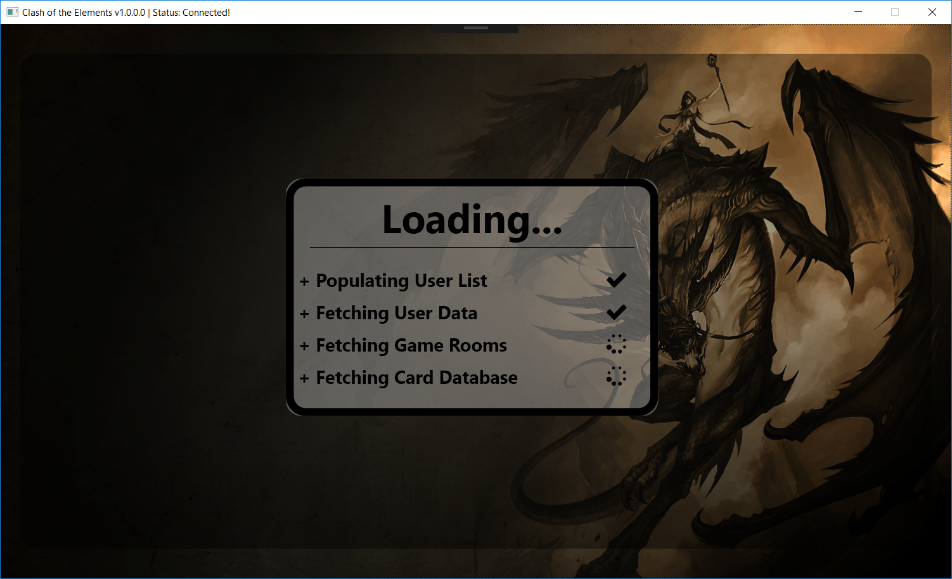 Clash of the Elements v1.0.0.0 | Status: Connected!
Loading...
+ Populating User List
+ Fetching User Data
+ Fetching Game Rooms
+ Fetching Card Database